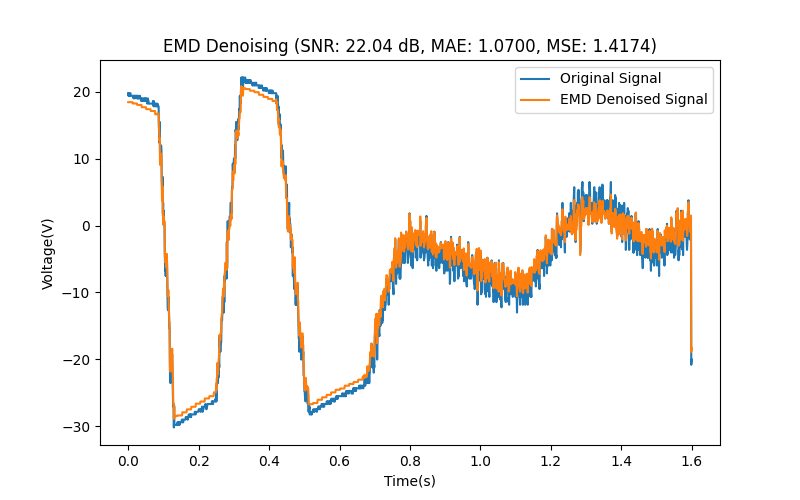 EMD Denoising (SNR: 22.04 dB, MAE: 1.0700, MSE: 1.4174)
Original Signal
EMD Denoised Signal
20
10
0
−10
−20
−30
Voltage(V)
0.0 0.2 0.4 0.6 0.8 1.0 1.2 1.4 1.6
Time(s)